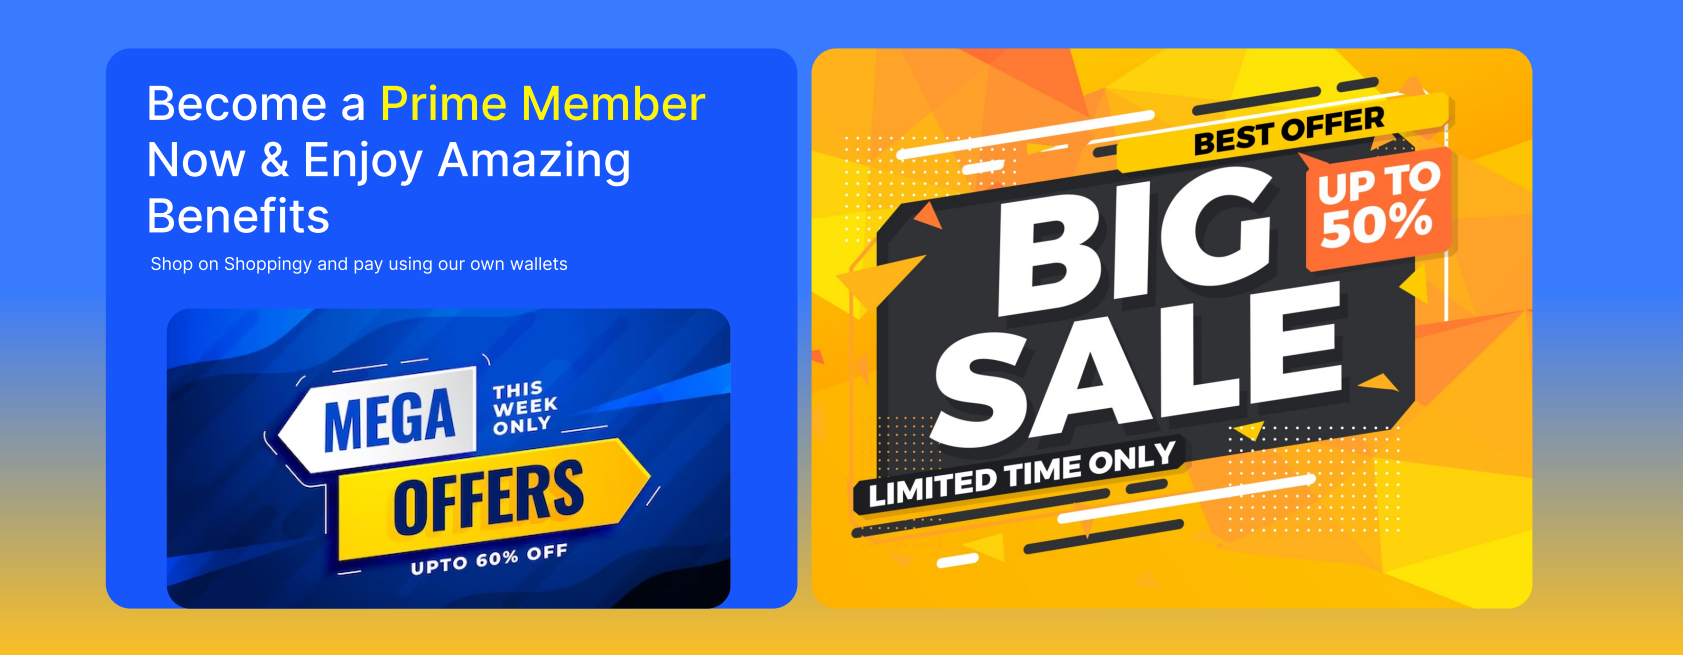 Become a Prime Member
Now & Enjoy Amazing
Benefits
Shop on Shoppingy and pay using our own wallets
MEGA
THIS
WEEK
ONLY
OFFERS
UPTO 60% OFF
BEST OFFER
BIG
UP TO
50%
SALE
LIMITED TIME ONLY